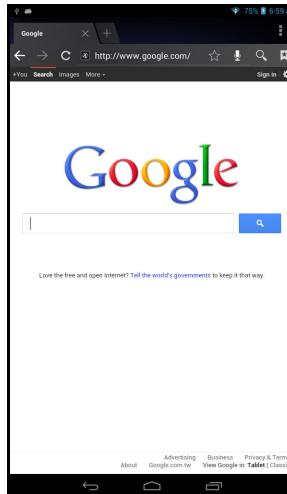 75% 6:59
Google
http://www.google.com/
+You Search Images More
Sign in
Google
Love the free and open Internet? Tell the world's governments to keep it that way.
Advertising Business Privacy & Term
About Google.com.tw View Google in: Tablet | Classi